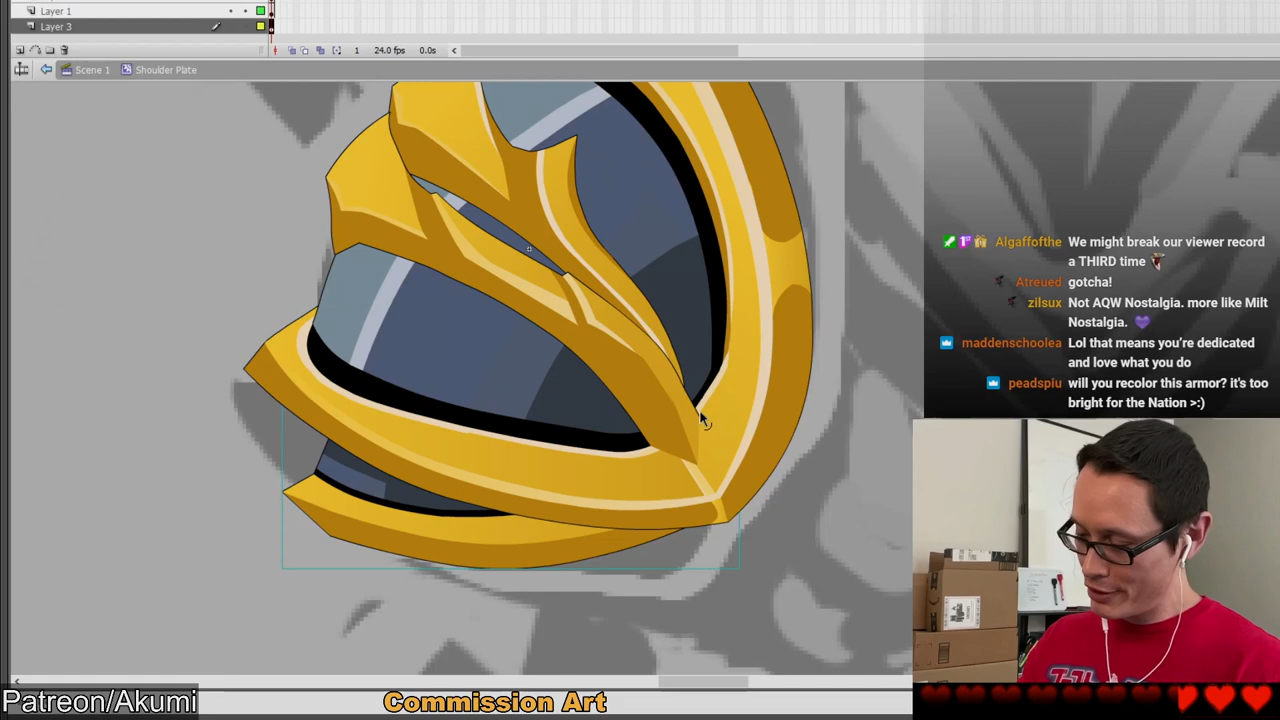 Layer 1
Layer 3
1 24.0 fps 0.0s
Scene 1 Shoulder Plate
Algaffofthe We might break our viewer record
a THIRD time
Atreued gotcha!
zilsux Not AQW Nostalgia. more like Milt
Nostalgia.
maddenschoolea Lol that means you're dedicated
and love what you do
peadspiu will you recolor this armor? it's too
bright for the Nation >:)
Patreon/Akumi
Commission Art